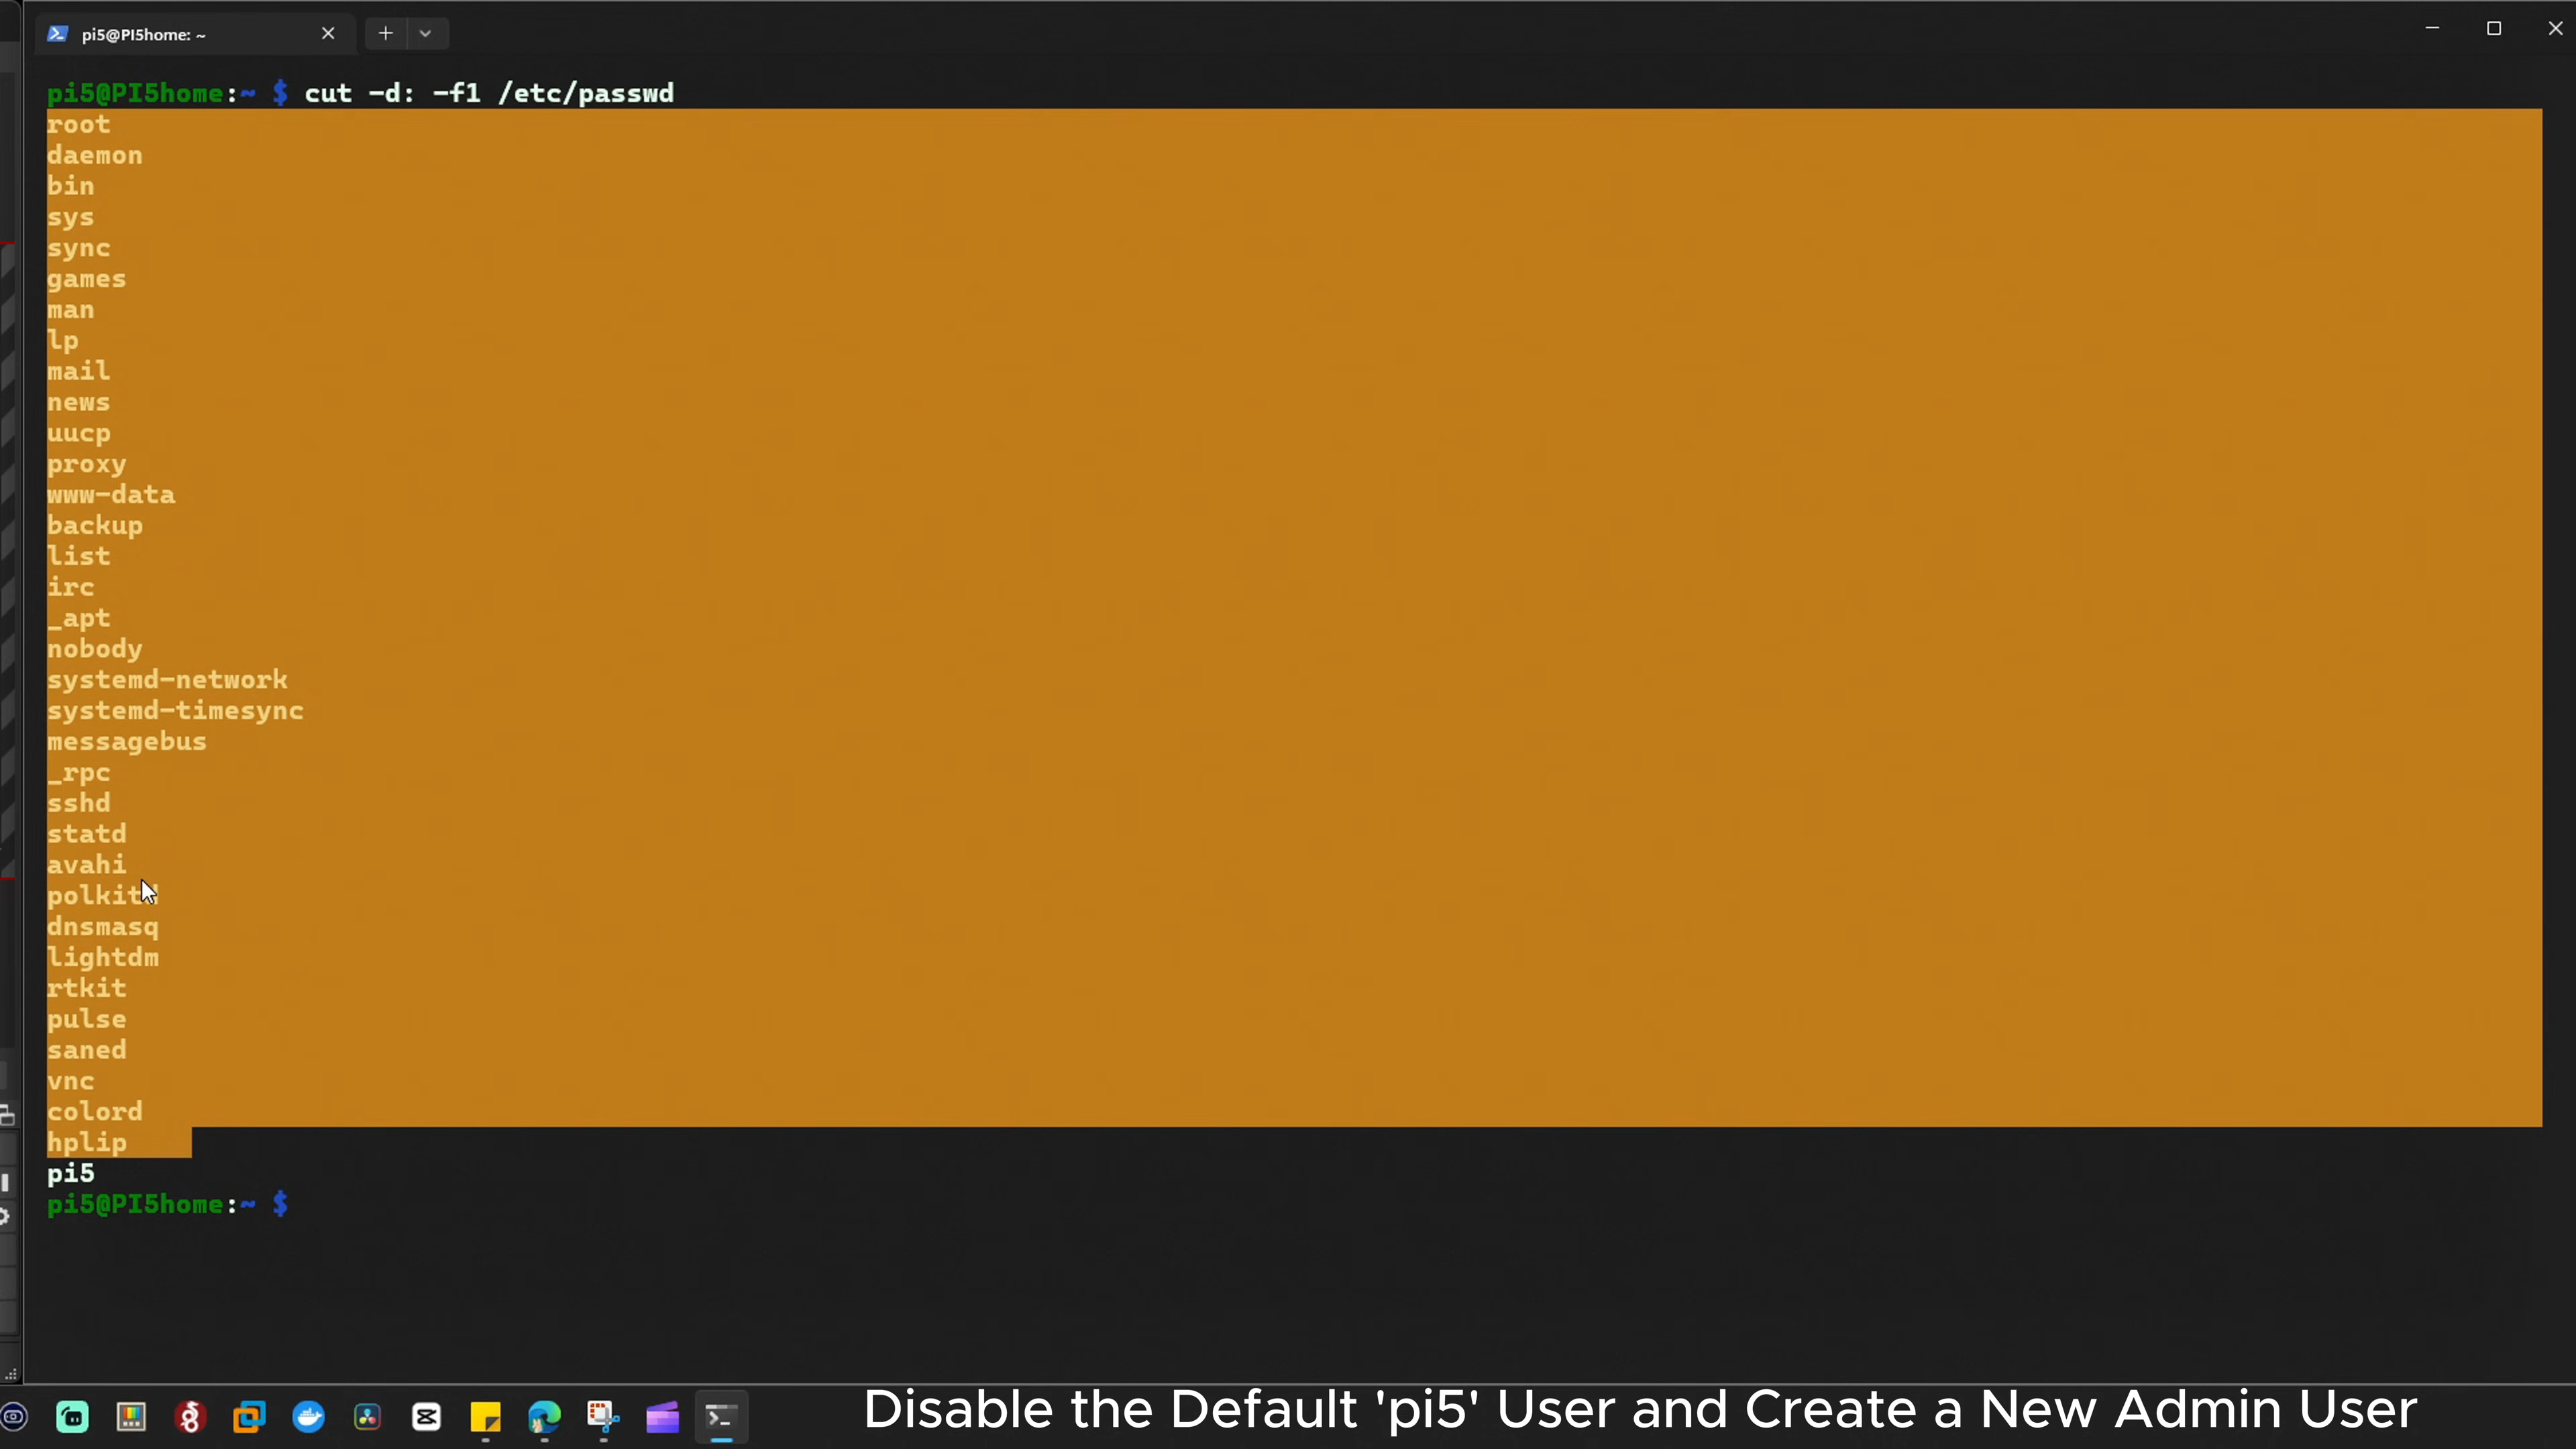 pi5@PI5home: ~
pi5@PI5home:~ $ cut -d: -f1 /etc/passwd
root
daemon
bin
sys
sync
games
man
lp
mail
news
uucp
proxy
www-data
backup
list
irc
_apt
nobody
systemd-network
systemd-timesync
messagebus
_rpc
sshd
statd
avahi
polkitd
dnsmasq
lightdm
rtkit
pulse
saned
vnc
colord
hplip
pi5
pi5@PI5home:~ $
Disable the Default 'pi5' User and Create a New Admin User